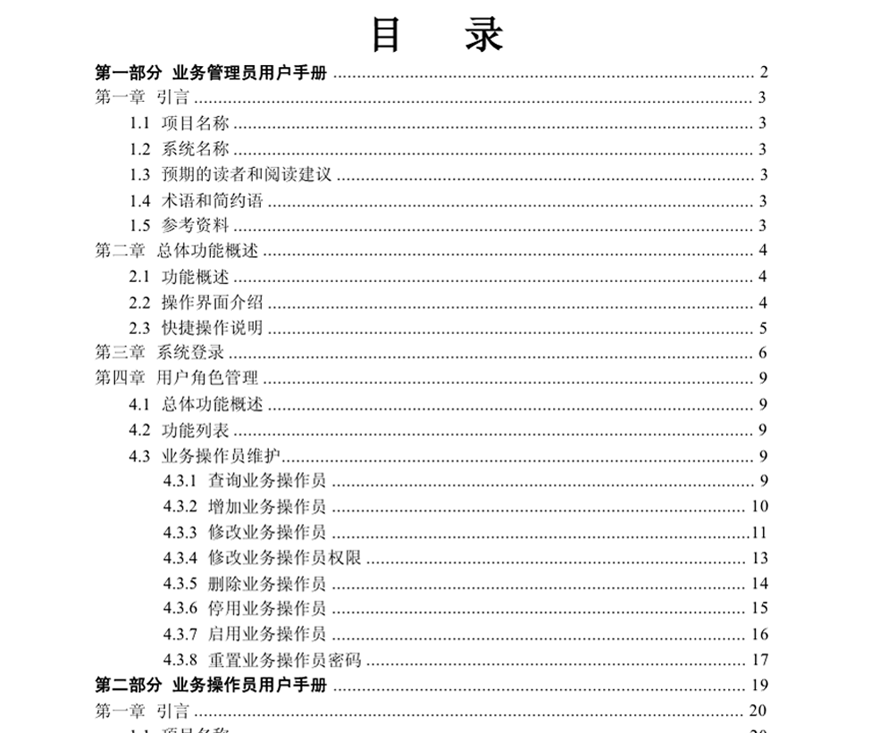 目 录
第一部分 业务管理员用户手册 ........ 2
第一章 引言 ........ 3
1.1 项目名称 ........ 3
1.2 系统名称 ........ 3
1.3 预期的读者和阅读建议 ........ 3
1.4 术语和简约语 ........ 3
1.5 参考资料 ........ 3
第二章 总体功能概述 ........ 4
2.1 功能概述 ........ 4
2.2 操作界面介绍 ........ 4
2.3 快捷操作说明 ........ 5
第三章 系统登录 ........ 6
第四章 用户角色管理 ........ 9
4.1 总体功能概述 ........ 9
4.2 功能列表 ........ 9
4.3 业务操作员维护 ........ 9
4.3.1 查询业务操作员 ........ 9
4.3.2 增加业务操作员 ........ 10
4.3.3 修改业务操作员 ........ 11
4.3.4 修改业务操作员权限 ........ 13
4.3.5 删除业务操作员 ........ 14
4.3.6 停用业务操作员 ........ 15
4.3.7 启用业务操作员 ........ 16
4.3.8 重置业务操作员密码 ........ 17
第二部分 业务操作员用户手册 ........ 19
第一章 引言 ........ 20